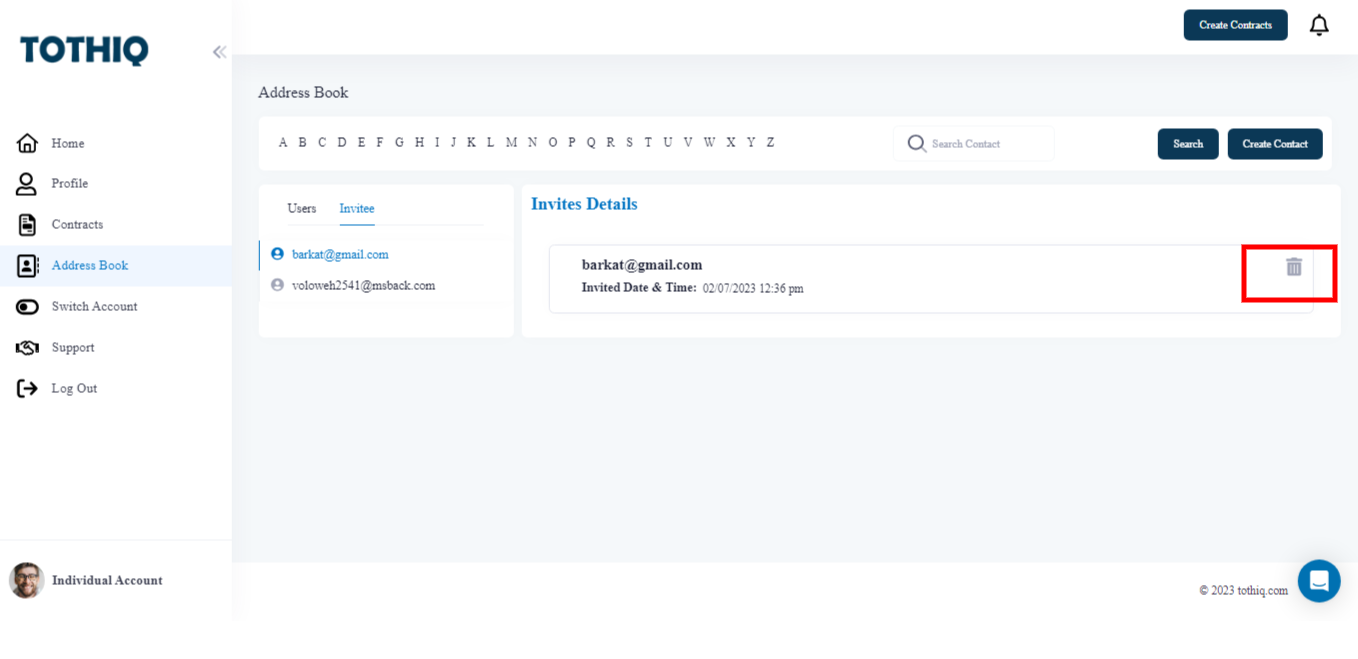 TOTHIQ
Create Contracts
Home
Profile
Contracts
Address Book
Switch Account
Support
Log Out
Individual Account
Address Book
A B C D E F G H I J K L M N O P Q R S T U V W X Y Z
Search Contact
Search
Create Contact
Users Invitee
barkat@gmail.com
voloweh2541@msback.com
Invites Details
barkat@gmail.com
Invited Date & Time: 02/07/2023 12:36 pm
© 2023 tothiq.com